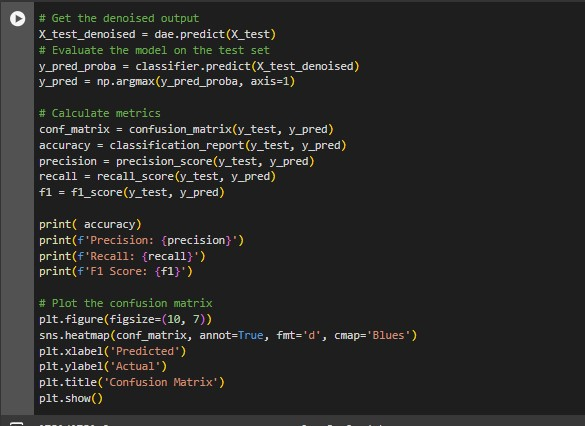 # Get the denoised output
X_test_denoised = dae.predict(X_test)
# Evaluate the model on the test set
y_pred_proba = classifier.predict(X_test_denoised)
y_pred = np.argmax(y_pred_proba, axis=1)
# Calculate metrics
conf_matrix = confusion_matrix(y_test, y_pred)
accuracy = classification_report(y_test, y_pred)
precision = precision_score(y_test, y_pred)
recall = recall_score(y_test, y_pred)
f1 = f1_score(y_test, y_pred)
print( accuracy)
print(f'Precision: {precision}')
print(f'Recall: {recall}')
print(f'F1 Score: {f1}')
# Plot the confusion matrix
plt.figure(figsize=(10, 7))
sns.heatmap(conf_matrix, annot=True, fmt='d', cmap='Blues')
plt.xlabel('Predicted')
plt.ylabel('Actual')
plt.title('Confusion Matrix')
plt.show()